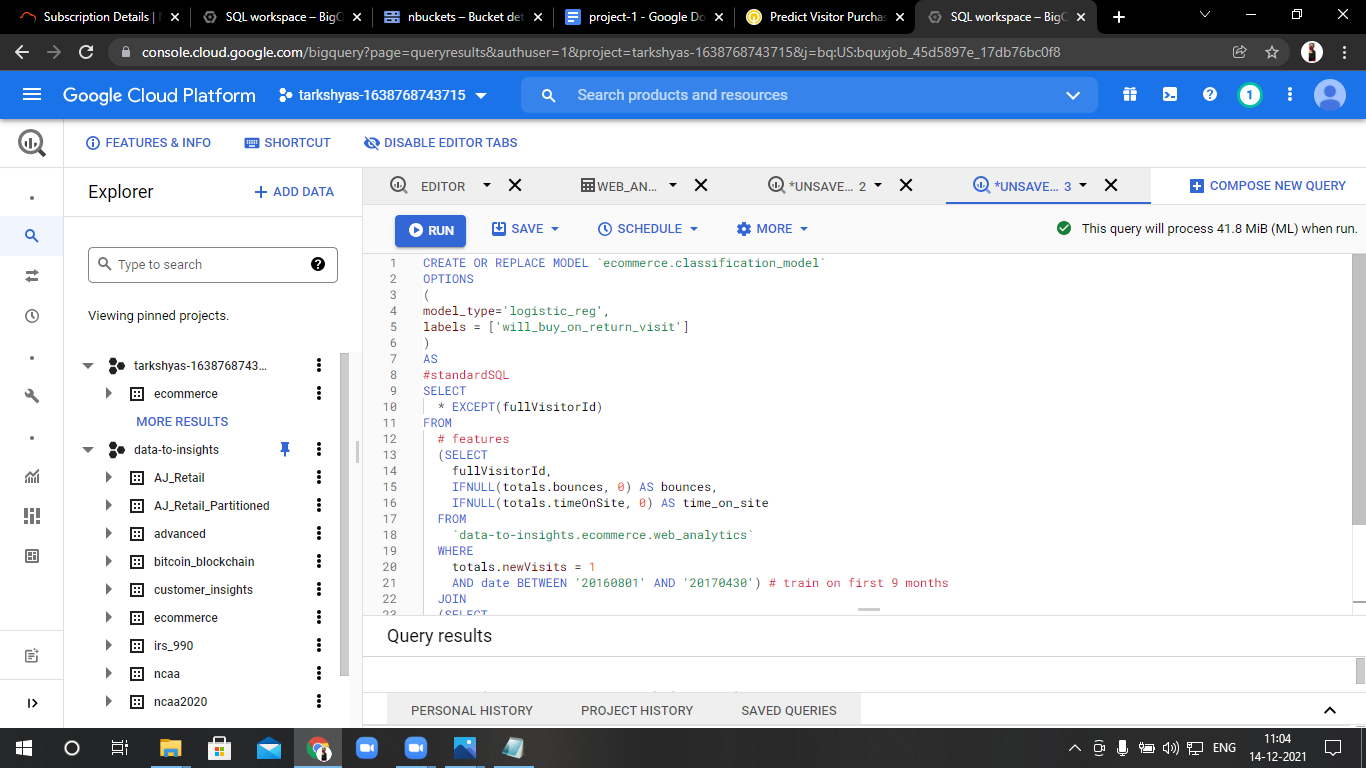 Subscription Details |
SQL workspace – BigC
nbuckets – Bucket det
project-1 - Google Do
Predict Visitor Purcha
SQL workspace – BigC
console.cloud.google.com/bigquery?page=queryresults&authuser=1&project=tarkshyas-1638768743715&j=bq:US:bquxjob_45d5897e_17db76bc0f8
Google Cloud Platform
tarkshyas-1638768743715
Search products and resources
1
FEATURES & INFO
SHORTCUT
DISABLE EDITOR TABS
Explorer
+ ADD DATA
EDITOR
WEB_AN...
*UNSAVE... 2
*UNSAVE... 3
COMPOSE NEW QUERY
RUN
SAVE
SCHEDULE
MORE
This query will process 41.8 MiB (ML) when run.
Type to search
Viewing pinned projects.
tarkshyas-1638768743...
ecommerce
MORE RESULTS
data-to-insights
AJ_Retail
AJ_Retail_Partitioned
advanced
bitcoin_blockchain
customer_insights
ecommerce
irs_990
ncaa
ncaa2020
1 CREATE OR REPLACE MODEL `ecommerce.classification_model`
2 OPTIONS
3 (
4 model_type='logistic_reg',
5 labels = ['will_buy_on_return_visit']
6 )
7 AS
8 #standardSQL
9 SELECT
10 * EXCEPT(fullVisitorId)
11 FROM
12 # features
13 (SELECT
14 fullVisitorId,
15 IFNULL(totals.bounces, 0) AS bounces,
16 IFNULL(totals.timeOnSite, 0) AS time_on_site
17 FROM
18 `data-to-insights.ecommerce.web_analytics`
19 WHERE
20 totals.newVisits = 1
21 AND date BETWEEN '20160801' AND '20170430') # train on first 9 months
22 JOIN
23 (SELECT
Query results
PERSONAL HISTORY
PROJECT HISTORY
SAVED QUERIES
ENG
11:04
14-12-2021